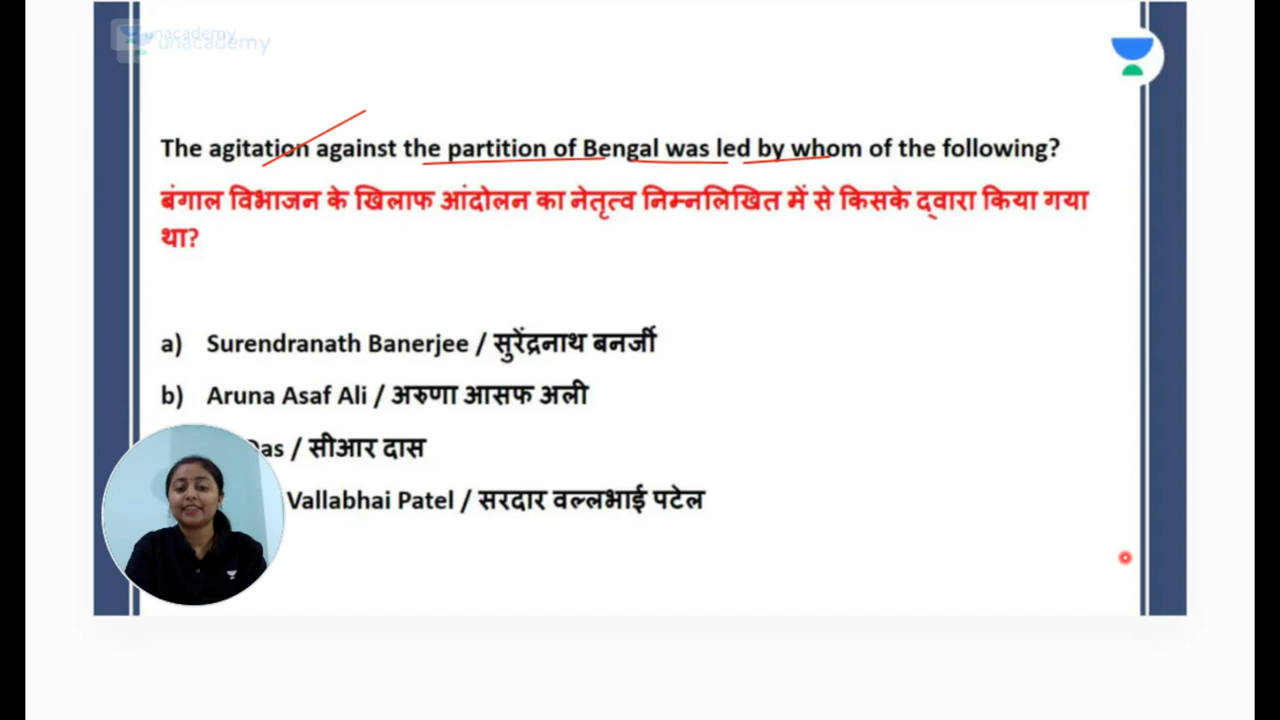 unacademy
unacademy
The agitation against the partition of Bengal was led by whom of the following?
बंगाल विभाजन के खिलाफ आंदोलन का नेतृत्व निम्नलिखित में से किसके द्वारा किया गया
था?
a) Surendranath Banerjee / सुरेंद्रनाथ बनर्जी
b) Aruna Asaf Ali / अरुणा आसफ अली
Das / सीआर दास
Vallabhai Patel / सरदार वल्लभाई पटेल